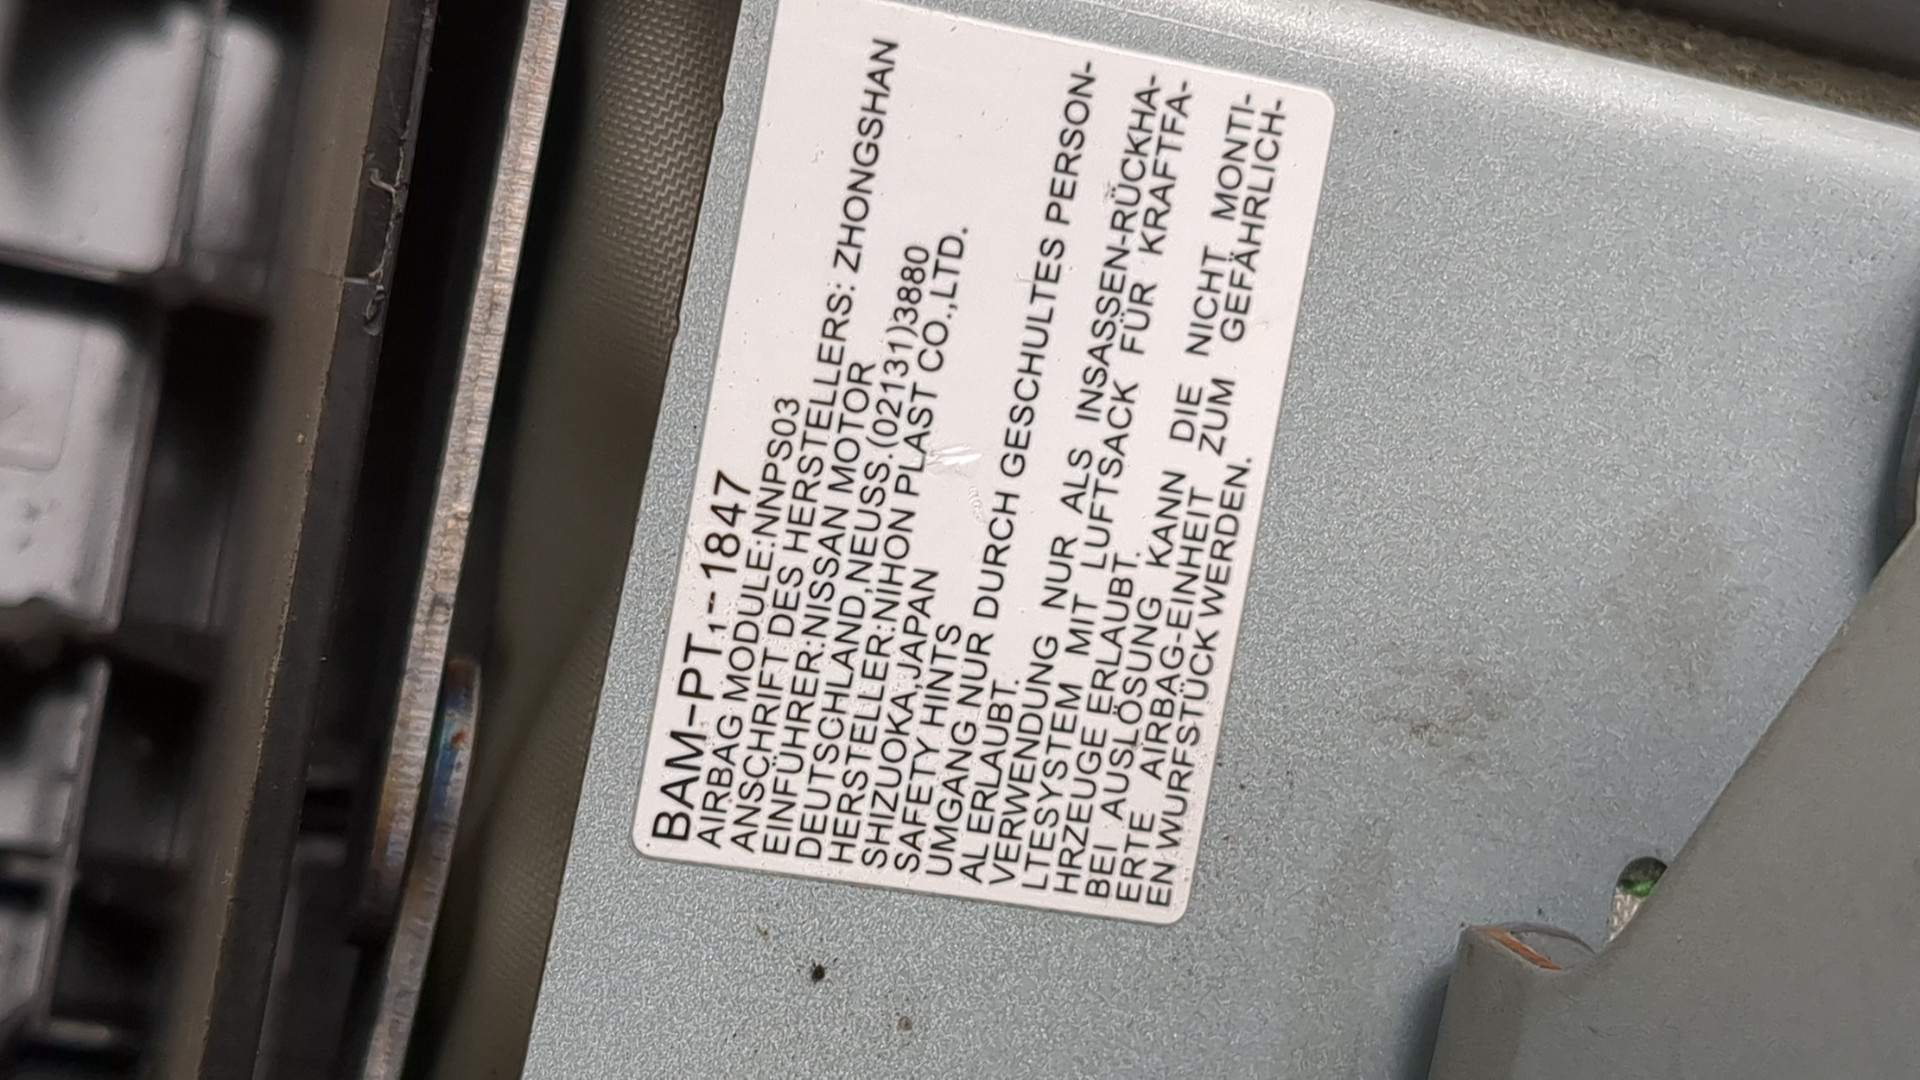 BAM-PT₁-1847
AIRBAG MODULE:NNPS03
ANSCHRIFT DES HERSTELLERS: ZHONGSHAN
EINFÜHRER:NISSAN MOTOR
DEUTSCHLAND,NEUSS.(02131)3880
HERSTELLER:NIHON PLAST CO.,LTD.
SHIZUOKA,JAPAN
SAFETY HINTS
UMGANG NUR DURCH GESCHULTES PERSON-
AL ERLAUBT.
VERWENDUNG NUR ALS INSASSEN-RÜCKHA-
LTESYSTEM MIT LUFTSACK FÜR KRAFTFA-
HRZEUGE ERLAUBT.
BEI AUSLÖSUNG KANN DIE NICHT MONTI-
ERTE AIRBAG-EINHEIT ZUM GEFÄHRLICH-
EN WURFSTÜCK WERDEN.